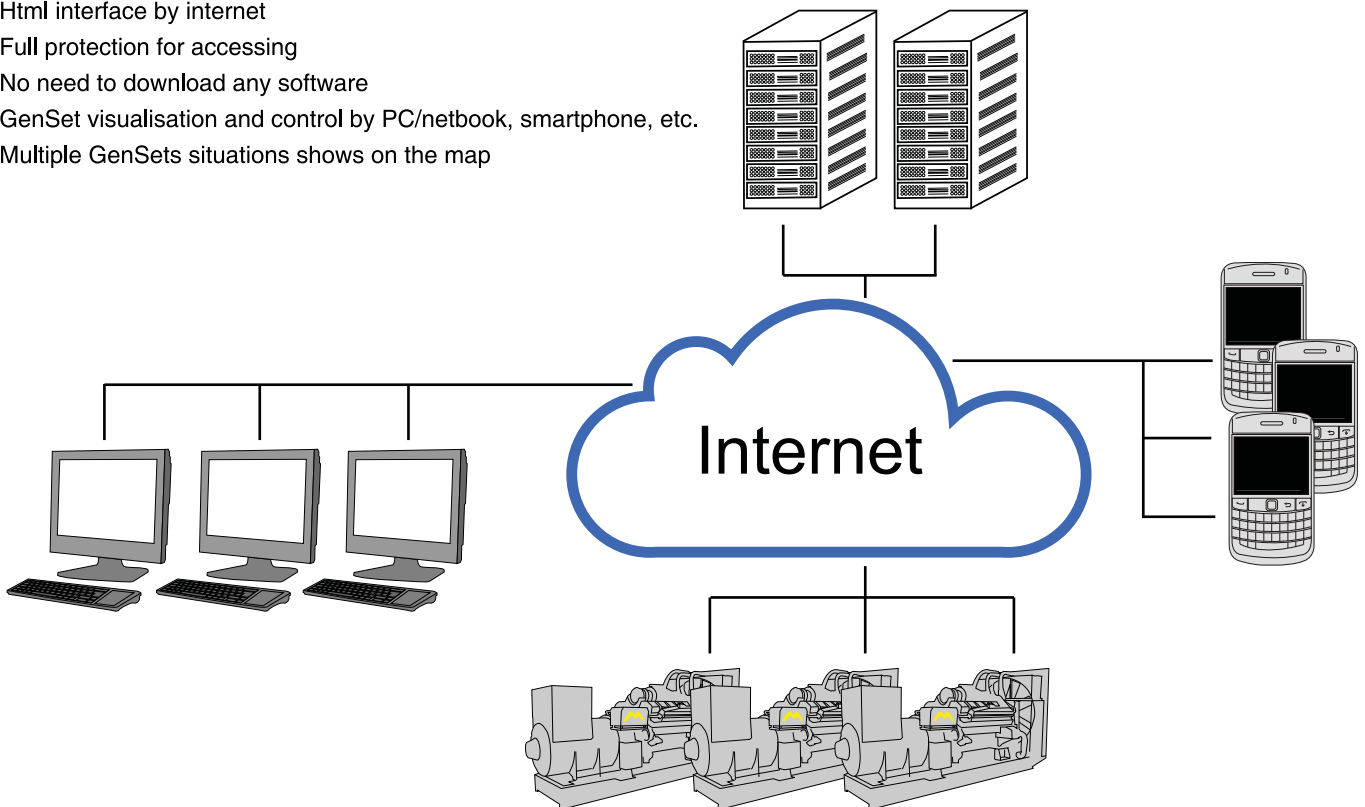 Html interface by internet
Full protection for accessing
No need to download any software
GenSet visualisation and control by PC/netbook, smartphone, etc.
Multiple GenSets situations shows on the map
Internet